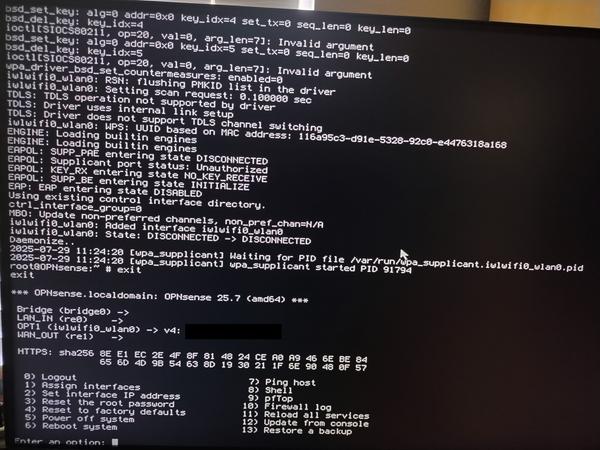 bsd_set_key: alg=0 addr=0x0 key_idx=4 set_tx=0 seq_len=0 key_len=0
bsd_del_key: key_idx=4
ioctl[SIOCS80211, op=20, val=0, arg_len=7]: Invalid argument
bsd_set_key: alg=0 addr=0x0 key_idx=5 set_tx=0 seq_len=0 key_len=0
bsd_del_key: key_idx=5
ioctl[SIOCS80211, op=20, val=0, arg_len=7]: Invalid argument
wpa_driver_bsd_set_countermeasures: enabled=0
iwlwifi0_wlan0: RSN: flushing PMKID list in the driver
iwlwifi0_wlan0: Setting scan request: 0.100000 sec
TDLS: TDLS operation not supported by driver
TDLS: Driver uses internal link setup
TDLS: Driver does not support TDLS channel switching
iwlwifi0_wlan0: WPS: UUID based on MAC address: 116a95c3-d91e-5328-92c0-e4476318a168
ENGINE: Loading builtin engines
ENGINE: Loading builtin engines
EAPOL: SUPP_PAE entering state DISCONNECTED
EAPOL: Supplicant port status: Unauthorized
EAPOL: KEY_RX entering state NO_KEY_RECEIVE
EAPOL: SUPP_BE entering state INITIALIZE
EAP: EAP entering state DISABLED
Using existing control interface directory.
ctrl_interface_group=0
MBO: Update non-preferred channels, non_pref_chan=N/A
iwlwifi0_wlan0: Added interface iwlwifi0_wlan0
iwlwifi0_wlan0: State: DISCONNECTED -> DISCONNECTED
Daemonize..
2025-07-29 11:24:20 [wpa_supplicant] Waiting for PID file /var/run/wpa_supplicant.iwlwifi0_wlan0.pid
2025-07-29 11:24:20 [wpa_supplicant] wpa_supplicant started PID 91794
root@OPNsense:~ # exit
exit
*** OPNsense.localdomain: OPNsense 25.7 (amd64) ***
Bridge (bridge0) ->
LAN_IN (re0) ->
OPT1 (iwlwifi0_wlan0) -> v4:
WAN_OUT (re1) ->
HTTPS: sha256 8E E1 EC 2E 4F 8F 81 48 24 CE A0 A9 46 6E BE 84
65 6D 4D 9B 54 63 8D 19 30 21 1F 6E 90 48 0F 57
0) Logout 7) Ping host
1) Assign interfaces 8) Shell
2) Set interface IP address 9) pfTop
3) Reset the root password 10) Firewall log
4) Reset to factory defaults 11) Reload all services
5) Power off system 12) Update from console
6) Reboot system 13) Restore a backup
Enter an option: